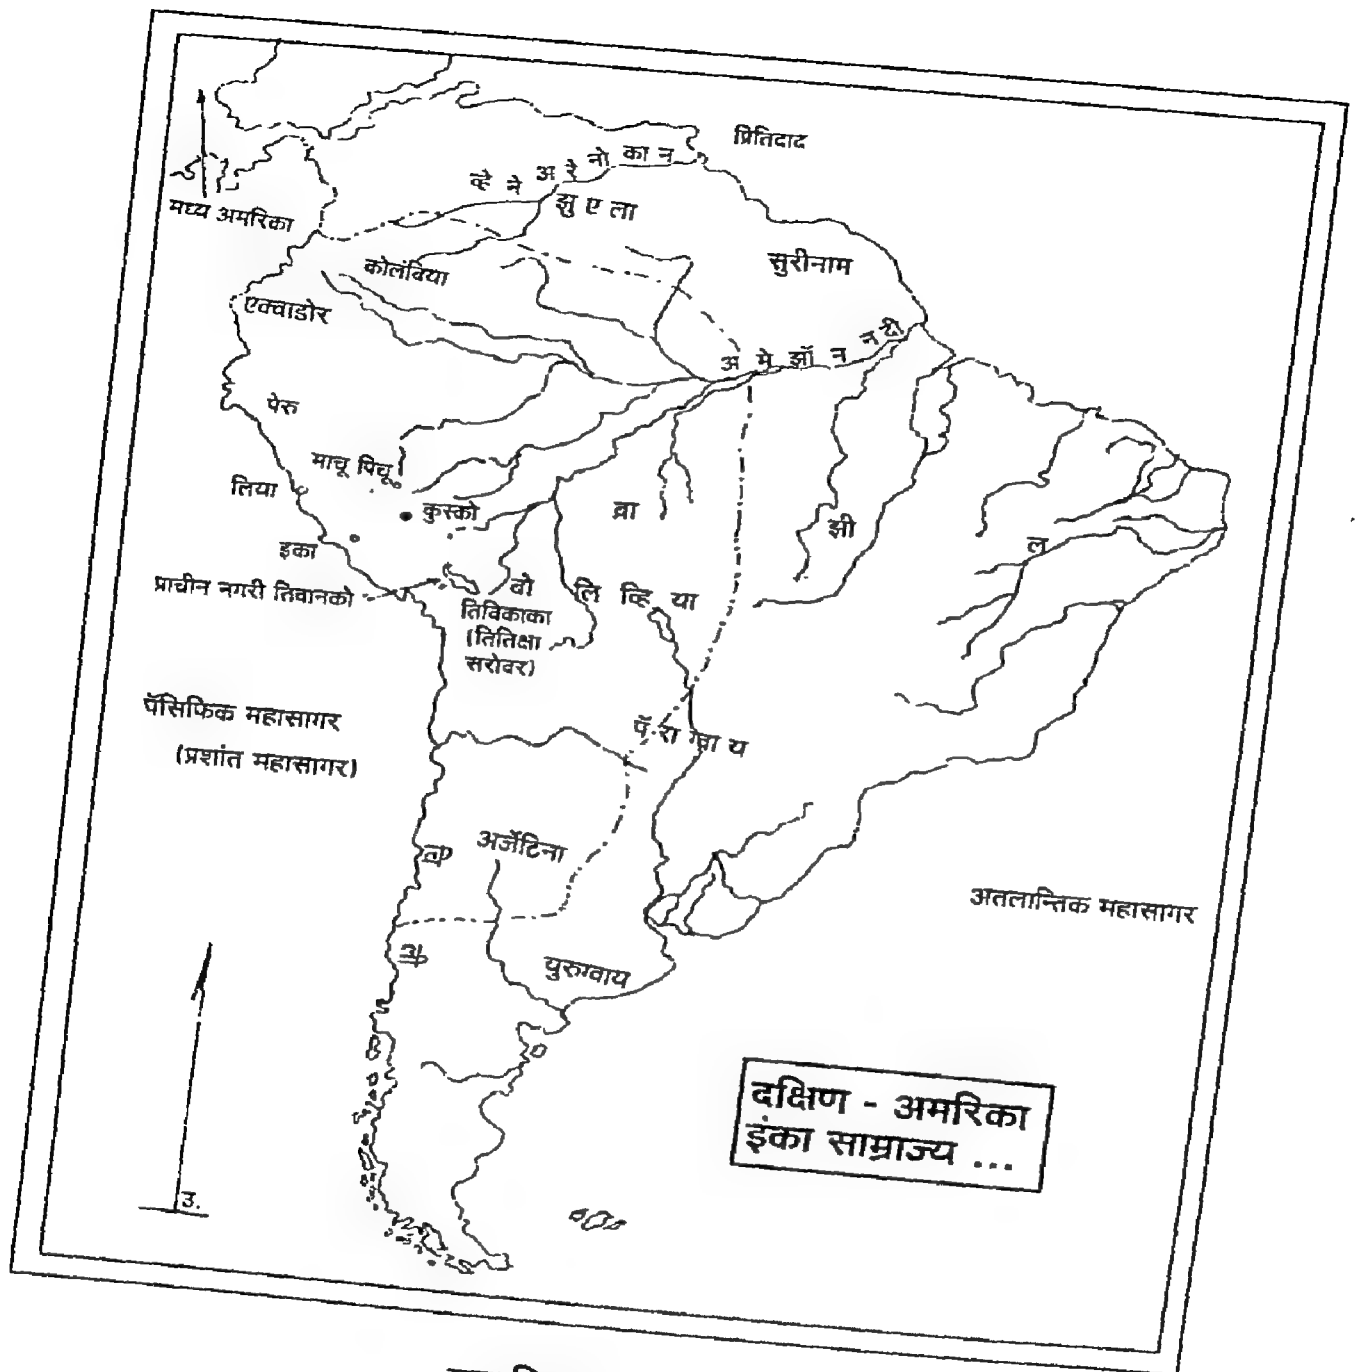 प्रितिदाद
व्हे ने झु ए ला
अ रे नो का न
मध्य अमरिका
सुरीनाम
कोलंबिया
एक्वाडोर
अ मे झॉ न न दी
पेरु
माचू पिचू
लिया
कुस्को
ब्रा झी ल
इका
प्राचीन नगरी तिवानको
बो लि व्हि या
तिविकाका
(तितिक्षा
सरोवर)
पॅसिफिक महासागर
(प्रशांत महासागर)
पॅ रा ग्वा य
अर्जेंटिना
अतलान्तिक महासागर
युरुग्वाय
दक्षिण - अमरिका
इंका साम्राज्य ...
उ.